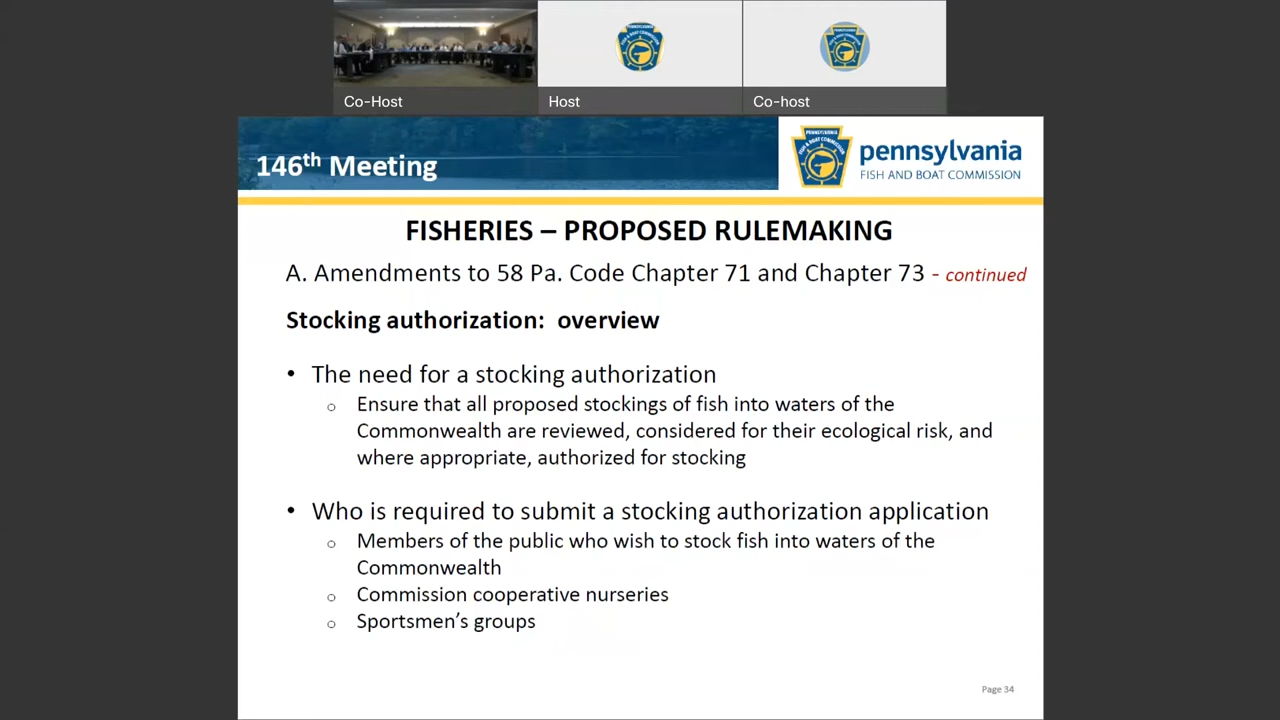 Co-Host
Host
Co-host
146th Meeting
pennsylvania
FISH AND BOAT COMMISSION
FISHERIES – PROPOSED RULEMAKING
A. Amendments to 58 Pa. Code Chapter 71 and Chapter 73 - continued
Stocking authorization: overview
• The need for a stocking authorization
o Ensure that all proposed stockings of fish into waters of the
Commonwealth are reviewed, considered for their ecological risk, and
where appropriate, authorized for stocking
• Who is required to submit a stocking authorization application
o Members of the public who wish to stock fish into waters of the
Commonwealth
o Commission cooperative nurseries
o Sportsmen’s groups
Page 34